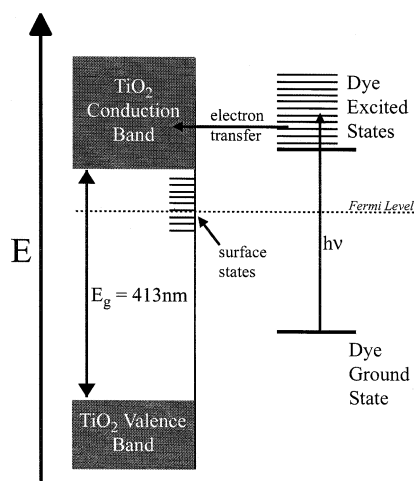 TiO₂
Conduction
Band
Dye
Excited
States
electron
transfer
Fermi Level
E
surface
states
hν
E_g = 413nm
Dye
Ground
State
TiO₂ Valence
Band